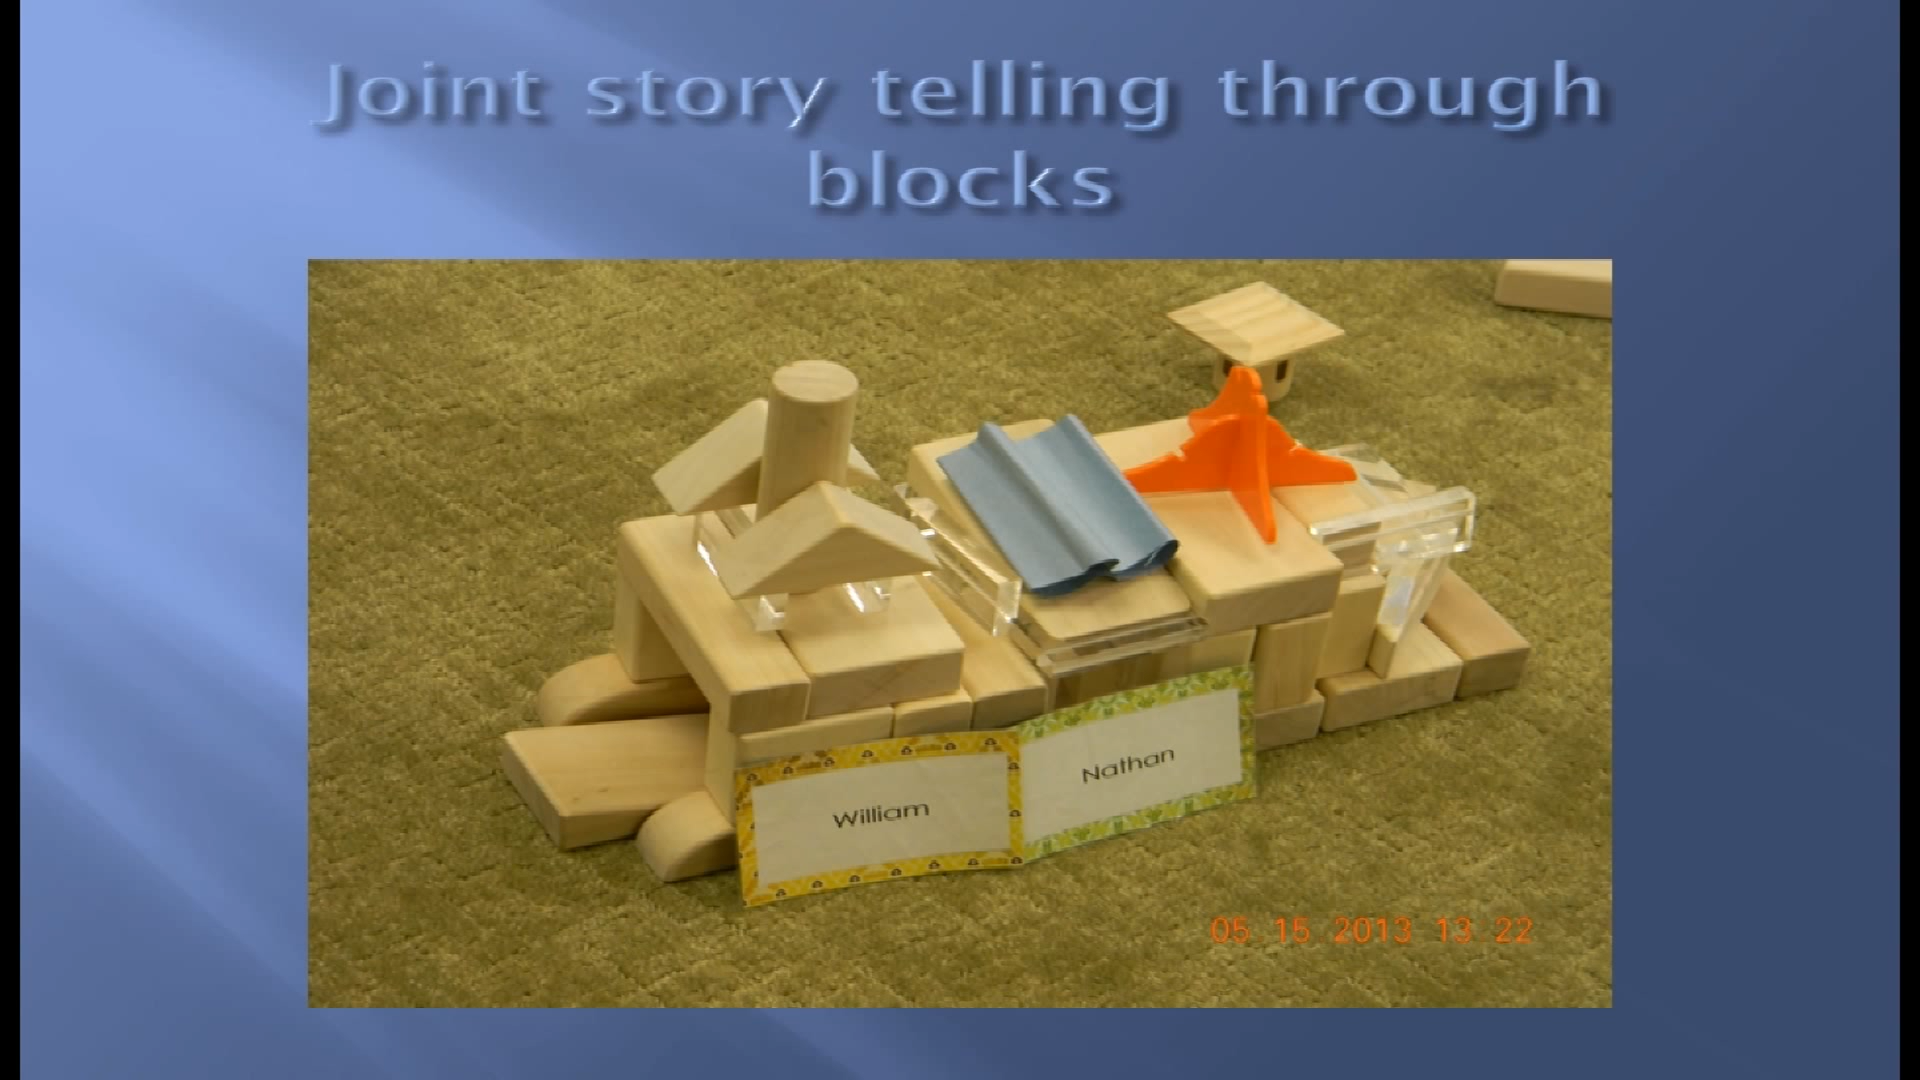 Joint story telling through
blocks
William
Nathan
05 15 2013 13 22